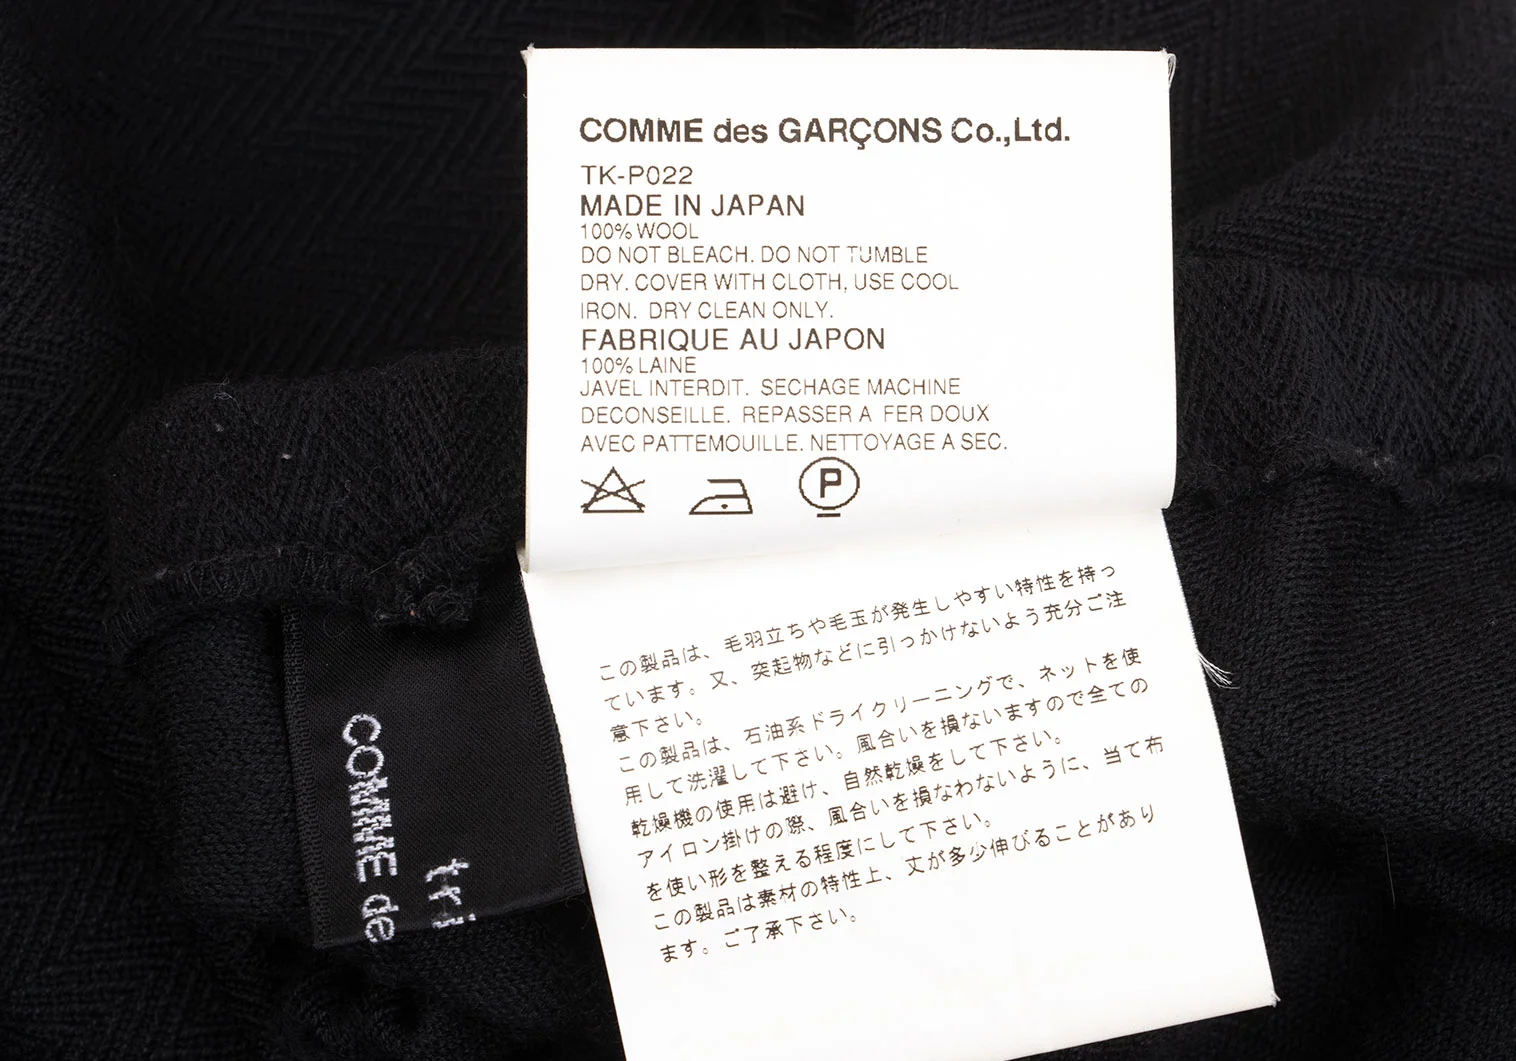 COMME des GARÇONS Co.,Ltd.
TK-P022
MADE IN JAPAN
100% WOOL
DO NOT BLEACH. DO NOT TUMBLE
DRY. COVER WITH CLOTH, USE COOL
IRON. DRY CLEAN ONLY.
FABRIQUE AU JAPON
100% LAINE
JAVEL INTERDIT. SECHAGE MACHINE
DECONSEILLE. REPASSER A FER DOUX
AVEC PATTEMOUILLE. NETTOYAGE A SEC.
P
この製品は、毛羽立ちや毛玉が発生しやすい特性を持っ
ています。又、突起物などに引っかけないよう充分ご注
意下さい。
この製品は、石油系ドライクリーニングで、ネットを使
用して洗濯して下さい。風合いを損ないますので全ての
乾燥機の使用は避け、自然乾燥をして下さい。
アイロン掛けの際、風合いを損なわないように、当て布
を使い形を整える程度にして下さい。
この製品は素材の特性上、丈が多少伸びることがあり
ます。ご了承下さい。
tri
COMME de